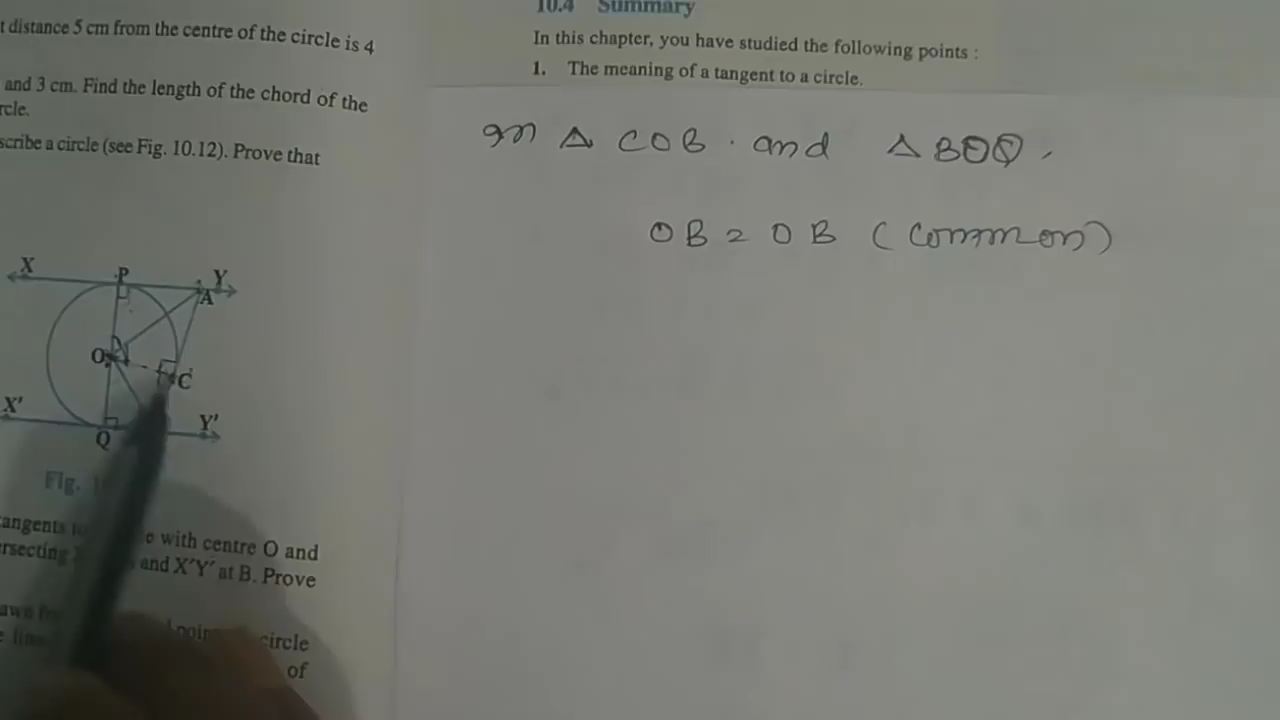 t distance 5 cm from the centre of the circle is 4
and 3 cm. Find the length of the chord of the
rcle.
scribe a circle (see Fig. 10.12). Prove that
X P Y
A
O
C
X' Y'
Q
Fig.
angents e with centre O and
rsecting and X'Y' at B. Prove
circle
of
10.4 Summary
In this chapter, you have studied the following points :
1. The meaning of a tangent to a circle.
In △ COB . and △ BOQ .
OB = OB (Common)